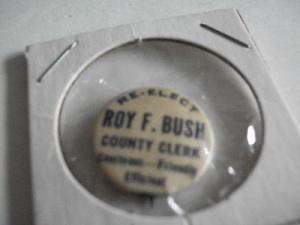 RE-ELECT
ROY F. BUSH
COUNTY CLERK
Courteous—Friendly
Efficient